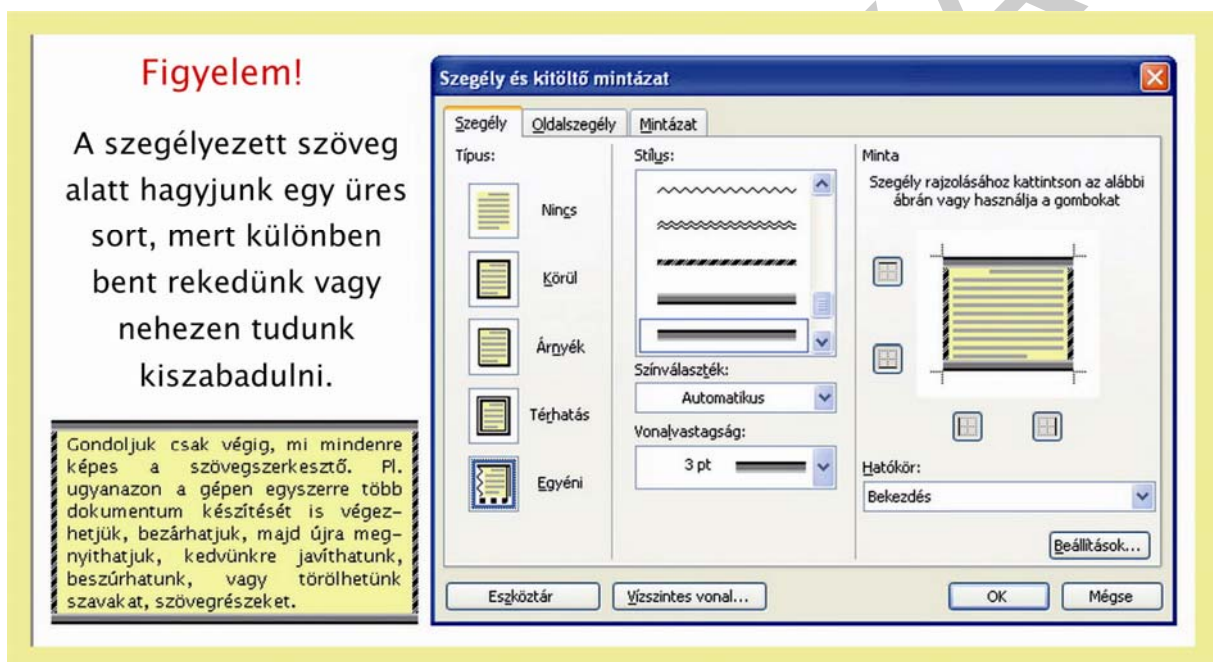 Figyelem!
A szegélyezett szöveg
alatt hagyjunk egy üres
sort, mert különben
bent rekedünk vagy
nehezen tudunk
kiszabadulni.
Gondoljuk csak végig, mi mindenre
képes a szövegszerkesztő. Pl.
ugyanazon a gépen egyszerre több
dokumentum készítését is végez-
hetjük, bezárhatjuk, majd újra meg-
nyithatjuk, kedvünkre javíthatunk,
beszúrhatunk, vagy törölhetünk
szavakat, szövegrészeket.
Szegély és kitöltő mintázat
Szegély
Oldalszegély
Mintázat
Típus:
Nincs
Körül
Árnyék
Térhatás
Egyéni
Stílus:
Színválaszték:
Automatikus
Vonalvastagság:
3 pt
Minta
Szegély rajzolásához kattintson az alábbi
ábrán vagy használja a gombokat
Hatókör:
Bekezdés
Beállítások...
Eszköztár
Vízszintes vonal...
OK
Mégse